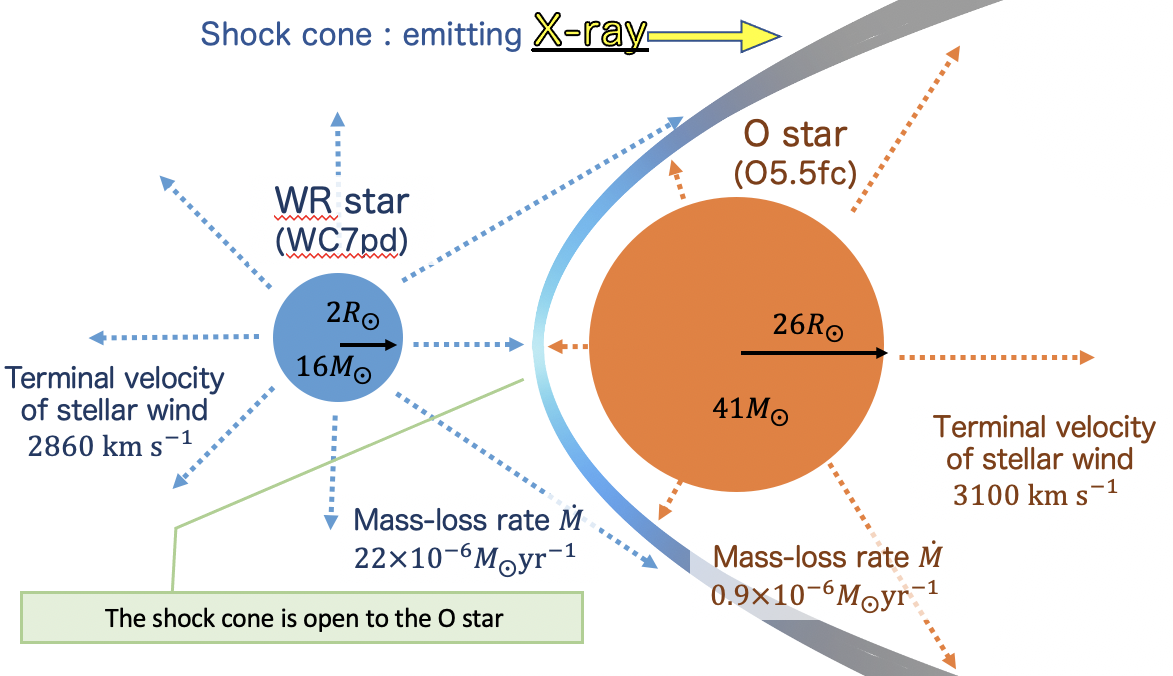 Shock cone : emitting X-ray
O star
(O5.5fc)
WR star
(WC7pd)
2R☉
16M☉
26R☉
41M☉
Terminal velocity
of stellar wind
2860 km s⁻¹
Terminal velocity
of stellar wind
3100 km s⁻¹
Mass-loss rate Ṁ
22×10⁻⁶M☉yr⁻¹
Mass-loss rate Ṁ
0.9×10⁻⁶M☉yr⁻¹
The shock cone is open to the O star